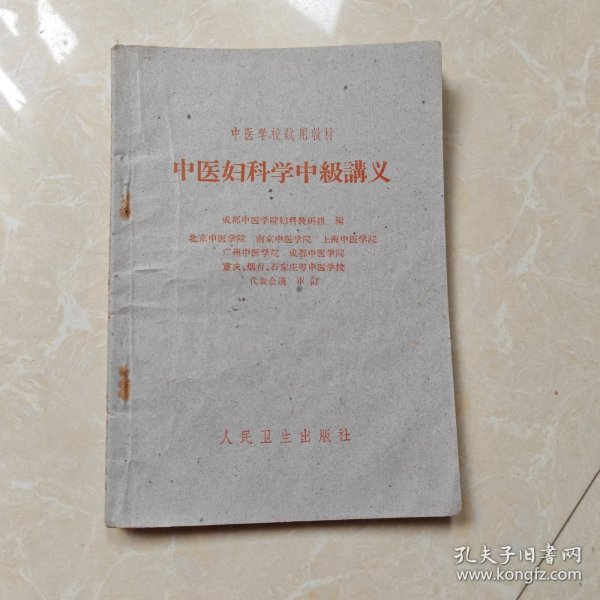 中医学校試用教材
中医妇科学中級講义
成都中医学院妇科教研組 編
北京中医学院 南京中医学院 上海中医学院
广州中医学院 成都中医学院
重庆、烟台、石家庄等中医学校
代表会議 审訂
人民卫生出版社
孔夫子旧书网
www.kongfz.com